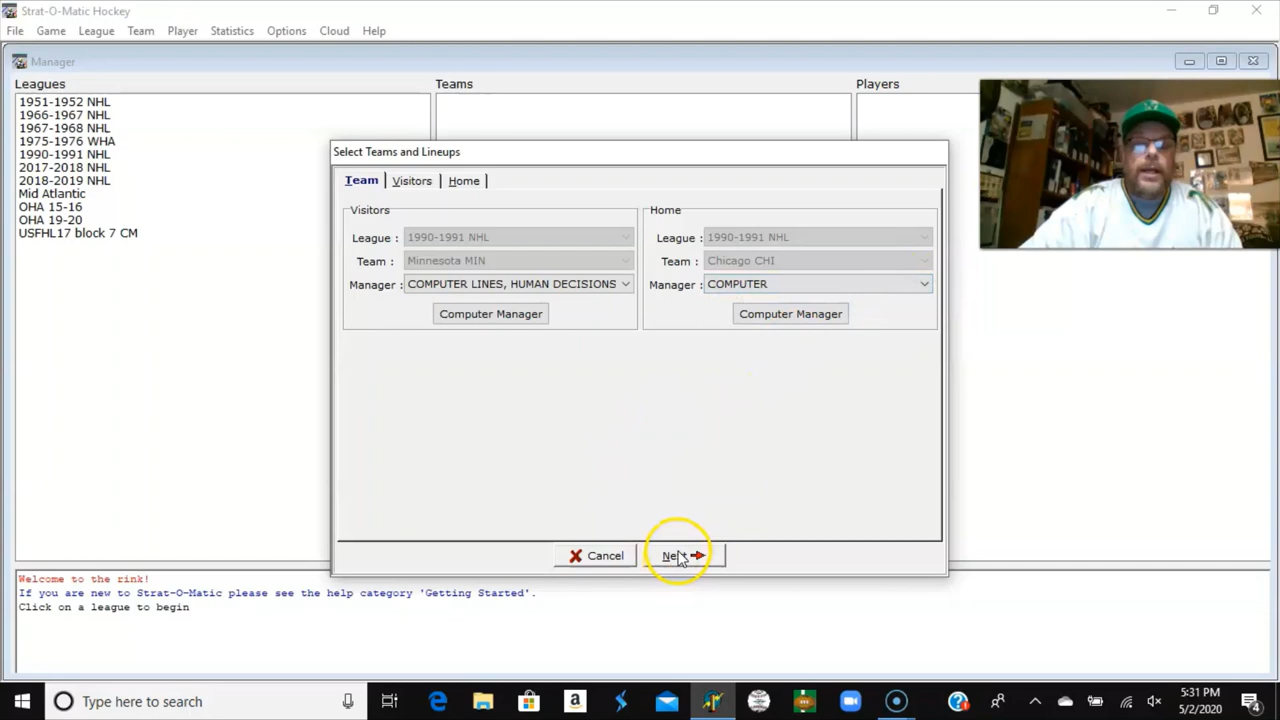 Strat-O-Matic Hockey
File Game League Team Player Statistics Options Cloud Help
Manager
Leagues
1951-1952 NHL
1966-1967 NHL
1967-1968 NHL
1975-1976 WHA
1990-1991 NHL
2017-2018 NHL
2018-2019 NHL
Mid Atlantic
OHA 15-16
OHA 19-20
USFHL17 block 7 CM
Teams
Players
Select Teams and Lineups
Team Visitors Home
Visitors
League : 1990-1991 NHL
Team : Minnesota MIN
Manager : COMPUTER LINES, HUMAN DECISIONS
Computer Manager
Home
League : 1990-1991 NHL
Team : Chicago CHI
Manager : COMPUTER
Computer Manager
Cancel Next
Welcome to the rink!
If you are new to Strat-O-Matic please see the help category 'Getting Started'.
Click on a league to begin
Type here to search
5:31 PM
5/2/2020
4